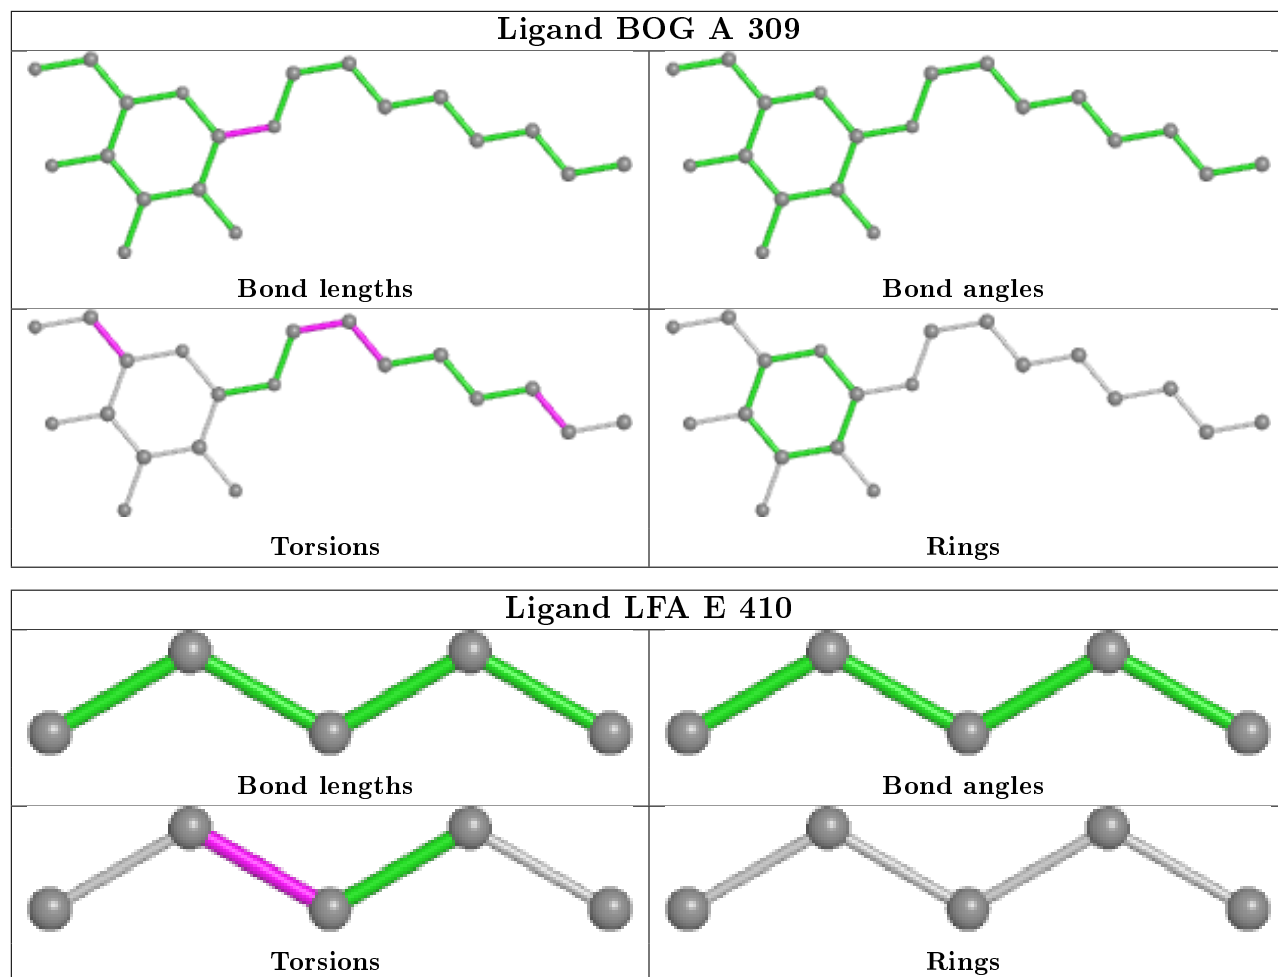 Ligand BOG A 309
Bond lengths
Bond angles
Torsions
Rings
Ligand LFA E 410
Bond lengths
Bond angles
Torsions
Rings